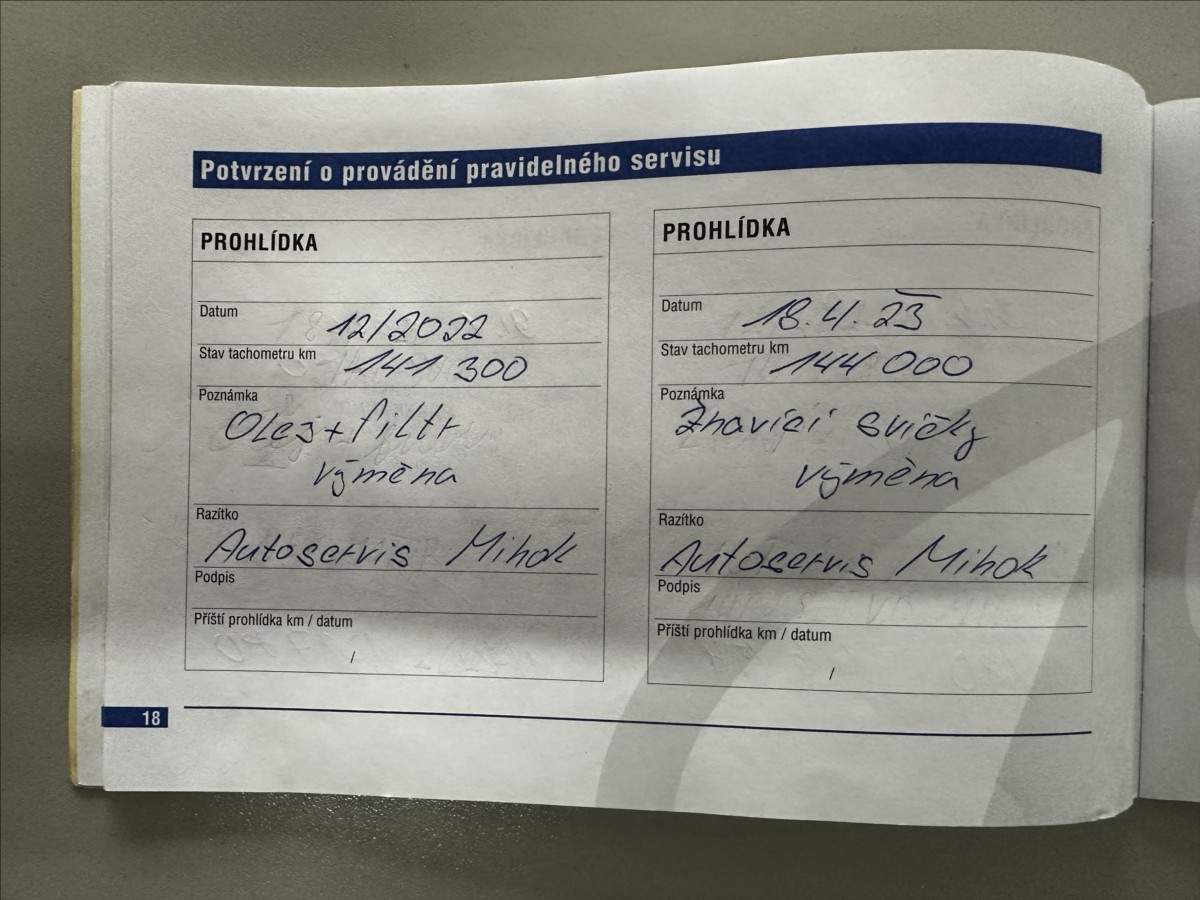 Potvrzení o provádění pravidelného servisu
PROHLÍDKA
Datum 12/2022
Stav tachometru km 141 300
Poznámka
Olej + filtr
výměna
Razítko
Autoservis Mihok
Podpis
Příští prohlídka km / datum
/
PROHLÍDKA
Datum 18.4.23
Stav tachometru km 144 000
Poznámka
Žhavící svíčky
výměna
Razítko
Autoservis Mihok
Podpis
Příští prohlídka km / datum
/
18